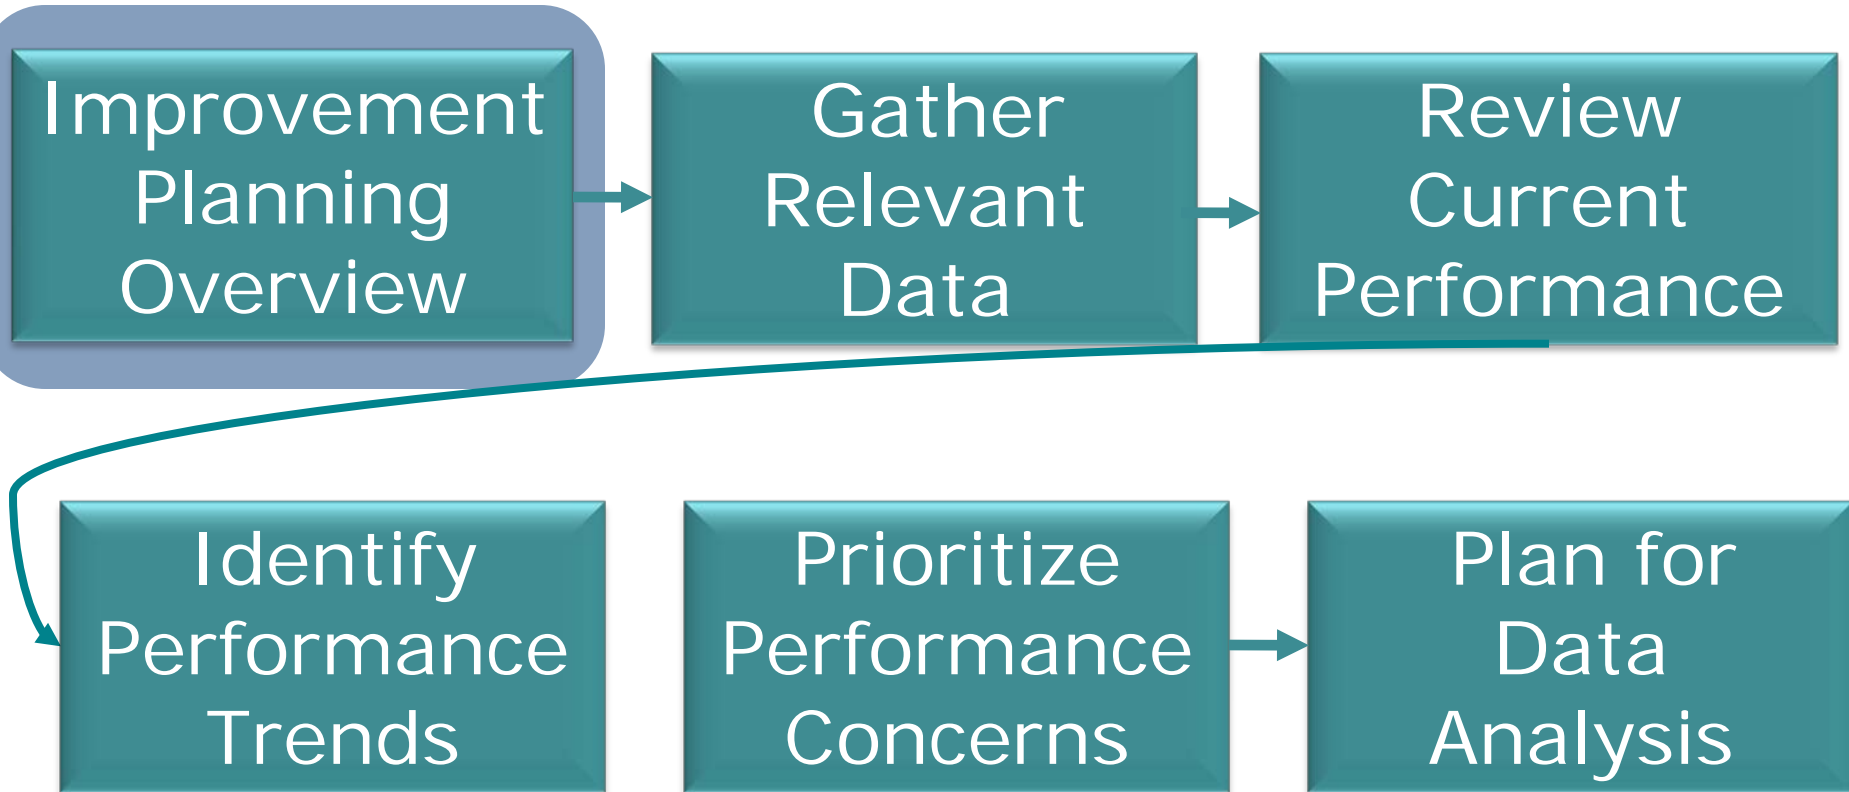 Improvement
Planning
Overview
Gather
Relevant
Data
Review
Current
Performance
Identify
Performance
Trends
Prioritize
Performance
Concerns
Plan for
Data
Analysis